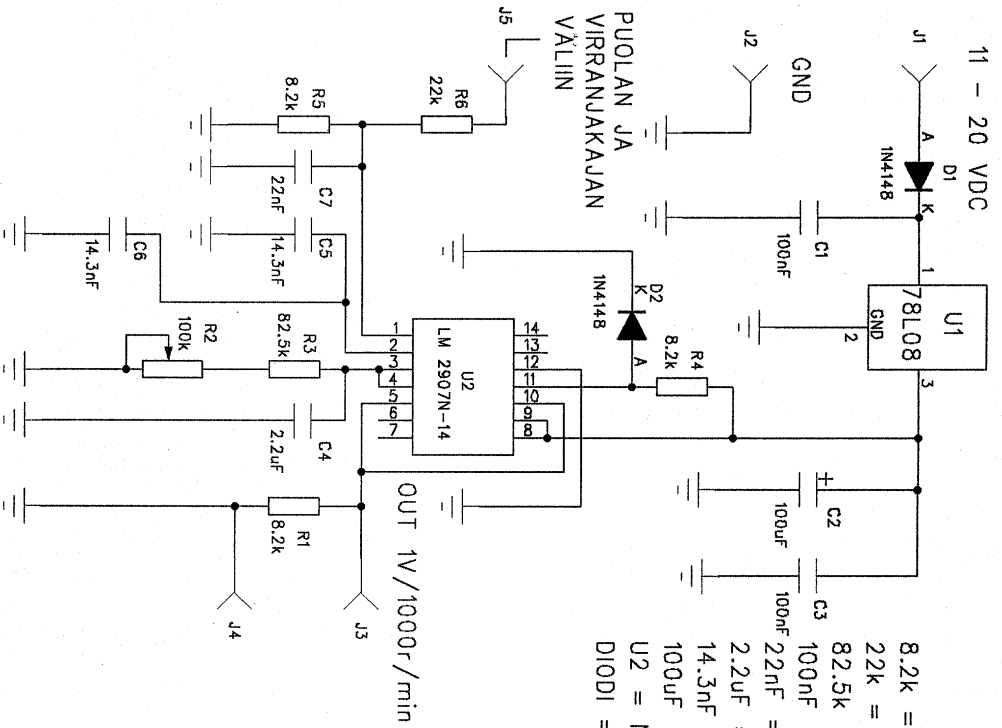 11 - 20 VDC
J1
A
D1
K
1N4148
C1
100nF
1
U1
78L08
GND
2
3
J2
GND
C2
+
100uF
C3
100nF
PUOLAN JA
VIRRANJAKAJAN
VÄLIIN
J5
R6
22k
R5
8.2k
C7
22nF
C5
14.3nF
C6
14.3nF
D2
K
A
1N4148
R4
8.2k
U2
LM 2907N-14
1
2
3
4
5
6
7
14
13
12
11
10
9
8
R3
82.5k
R2
100k
C4
2.2uF
R1
8.2k
OUT 1V/1000r/min
J3
J4
8.2k =
22k =
82.5k
100nF
22nF =
2.2uF =
14.3nF
100uF
U2 =
DIODI =